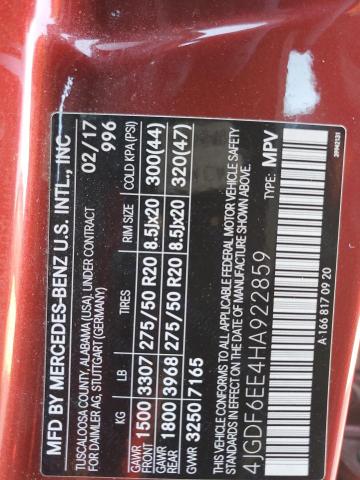 MFD BY MERCEDES-BENZ U.S. INTL., INC
TUSCALOOSA COUNTY, ALABAMA (USA), UNDER CONTRACT 02/17
FOR DAIMLER AG, STUTTGART (GERMANY) 996
KG LB TIRES RIM SIZE COLD KPA (PSI)
GAWR FRONT 1500 3307 275/50 R20 8.5Jx20 300(44)
GAWR REAR 1800 3968 275/50 R20 8.5Jx20 320(47)
GVWR 3250 7165
THIS VEHICLE CONFORMS TO ALL APPLICABLE FEDERAL MOTOR VEHICLE SAFETY
STANDARDS IN EFFECT ON THE DATE OF
MANUFACTURE SHOWN ABOVE.
4JGDF6EE4HA922859 TYPE: MPV
A 166 817 09 20